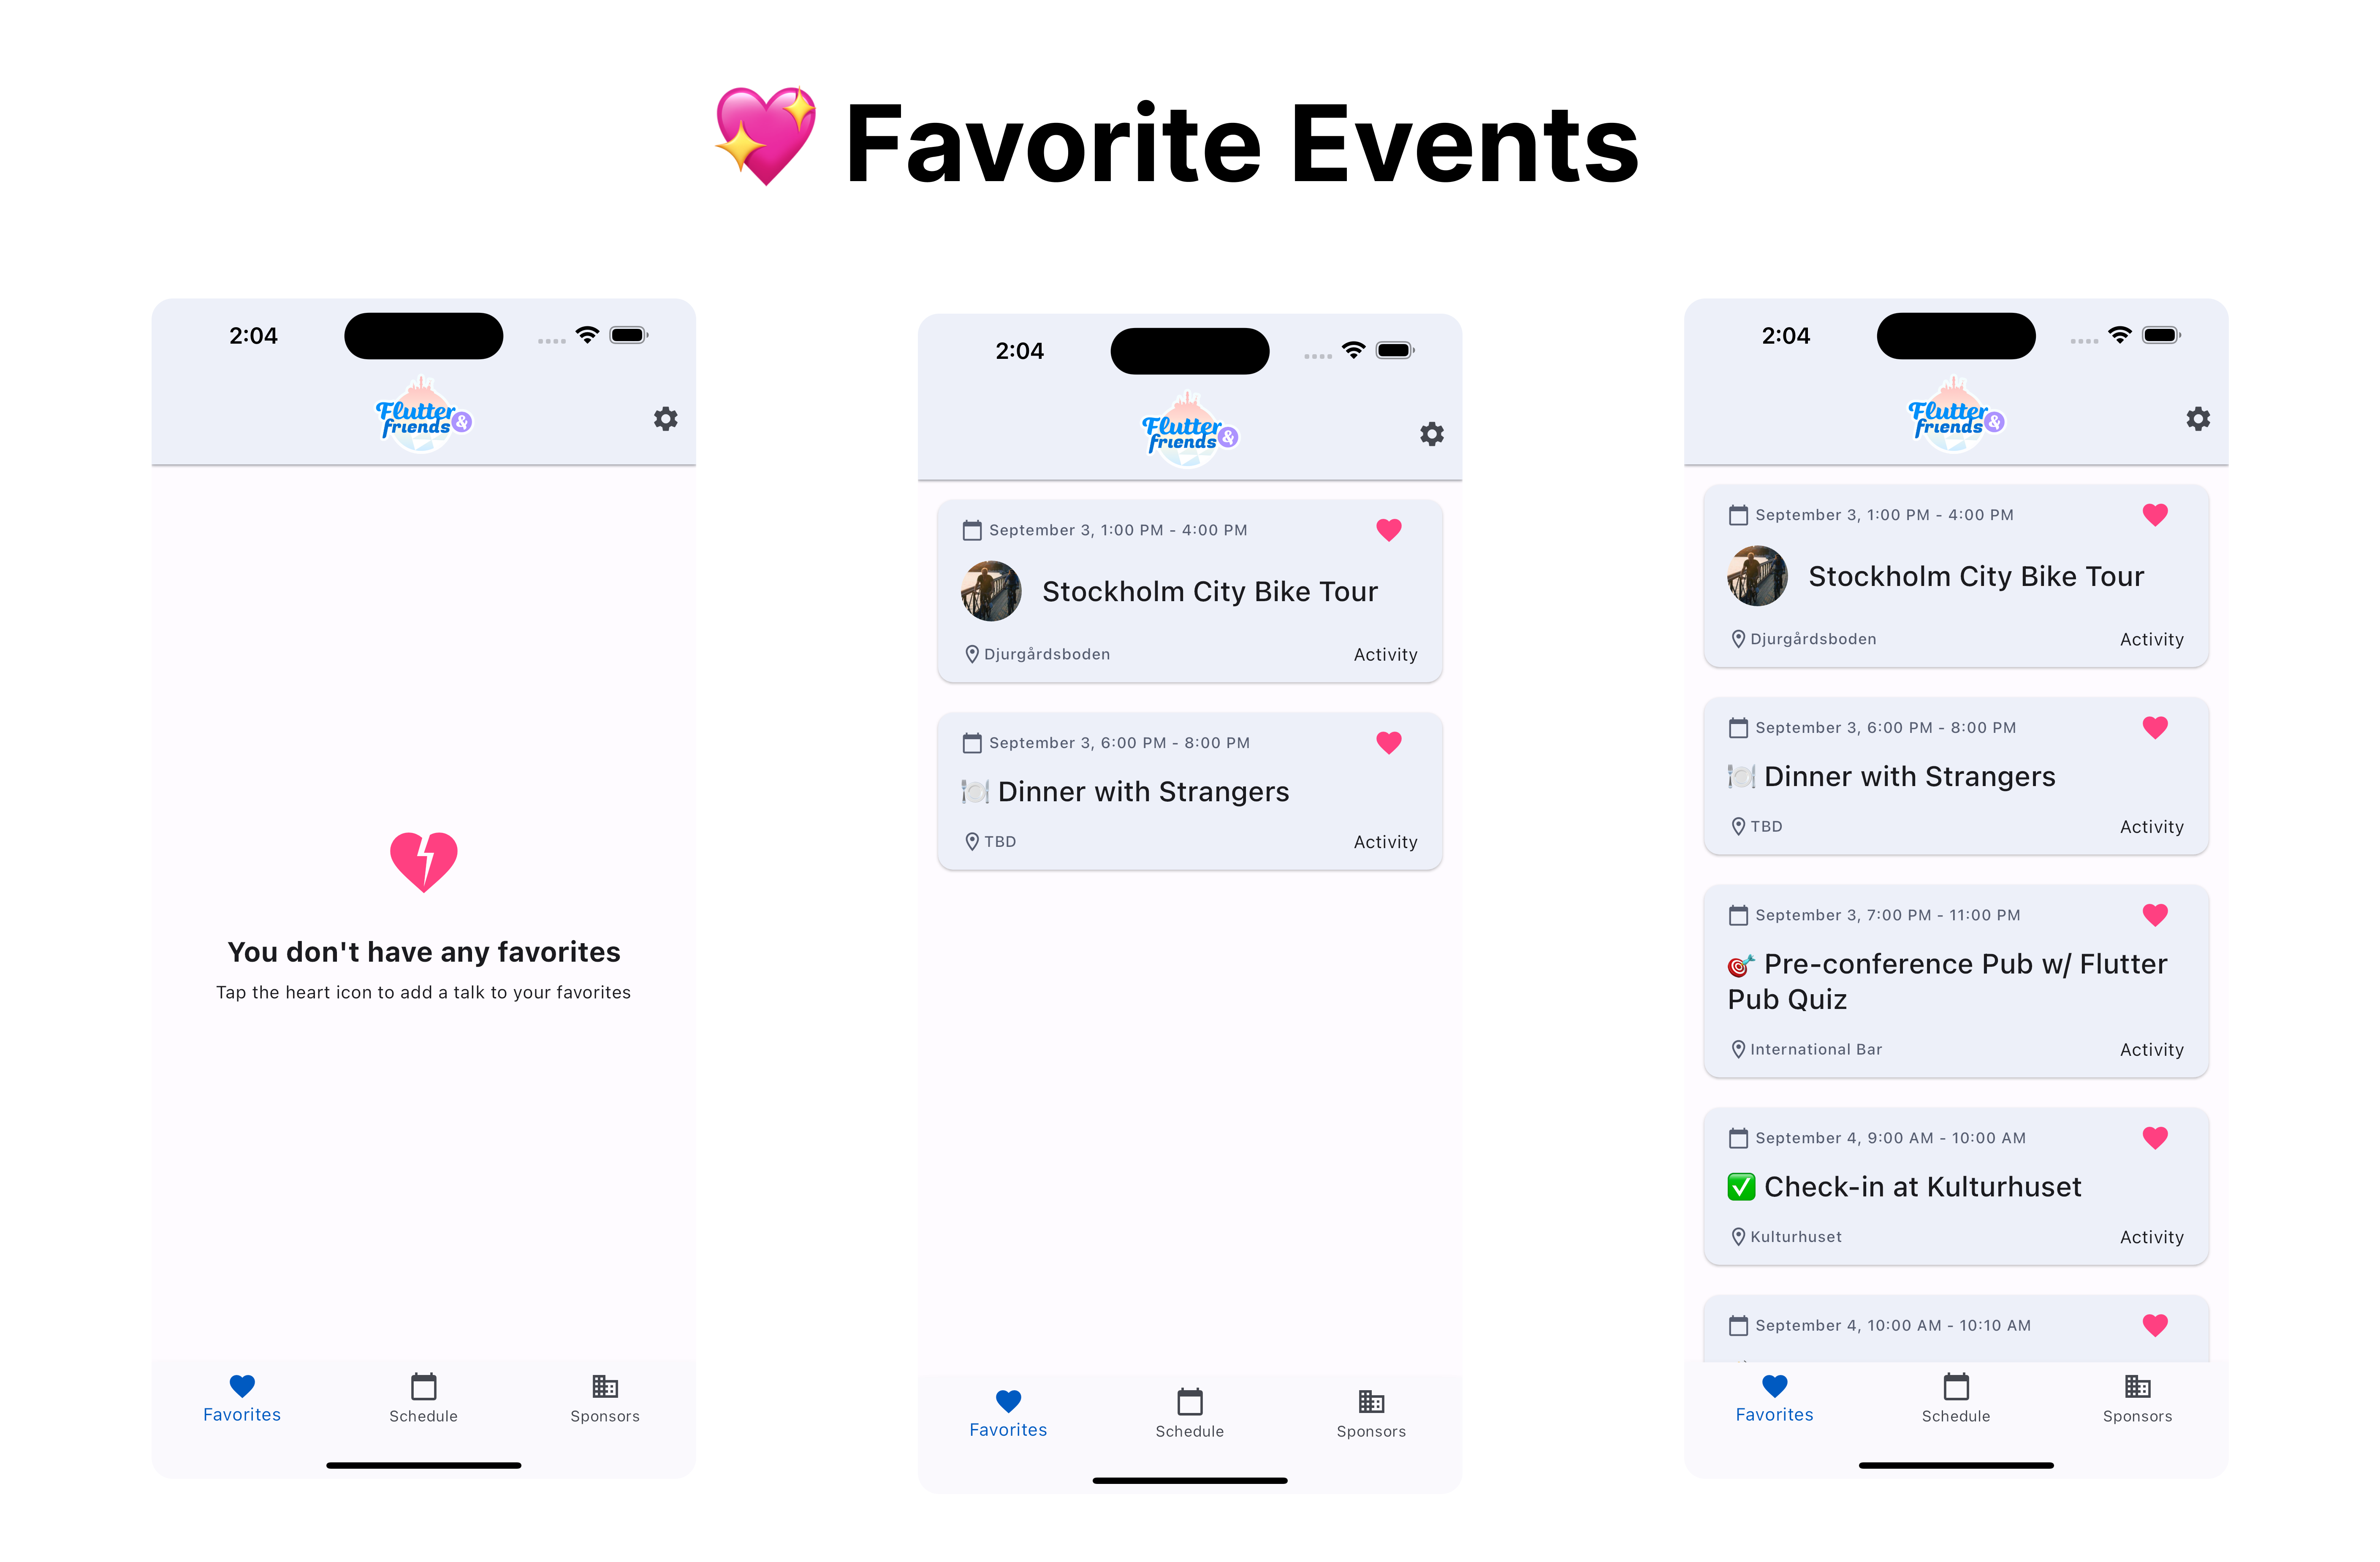 💖 Favorite Events
2:04
Flutter &
friends
You don't have any favorites
Tap the heart icon to add a talk to your favorites
Favorites
Schedule
Sponsors
2:04
Flutter &
friends
September 3, 1:00 PM - 4:00 PM
Stockholm City Bike Tour
Djurgårdsboden
Activity
September 3, 6:00 PM - 8:00 PM
🍽️ Dinner with Strangers
TBD
Activity
Favorites
Schedule
Sponsors
2:04
Flutter &
friends
September 3, 1:00 PM - 4:00 PM
Stockholm City Bike Tour
Djurgårdsboden
Activity
September 3, 6:00 PM - 8:00 PM
🍽️ Dinner with Strangers
TBD
Activity
September 3, 7:00 PM - 11:00 PM
🎯 Pre-conference Pub w/ Flutter
Pub Quiz
International Bar
Activity
September 4, 9:00 AM - 10:00 AM
✅ Check-in at Kulturhuset
Kulturhuset
Activity
September 4, 10:00 AM - 10:10 AM
Favorites
Schedule
Sponsors